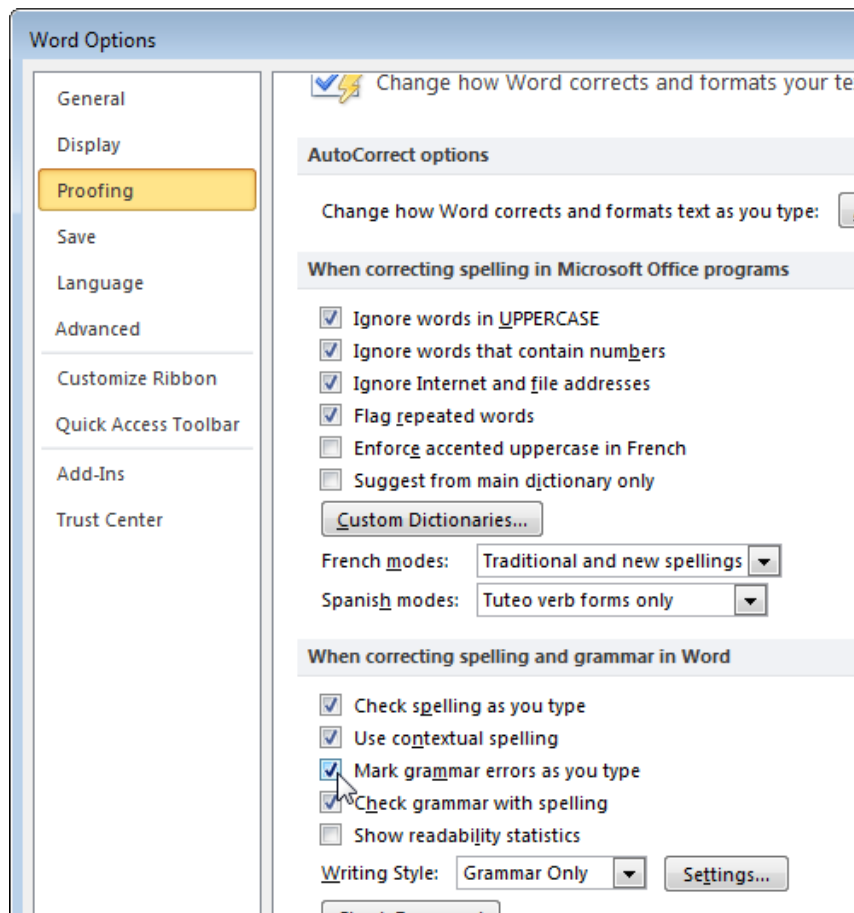 Word Options
General
Display
Proofing
Save
Language
Advanced
Customize Ribbon
Quick Access Toolbar
Add-Ins
Trust Center
Change how Word corrects and formats your te
AutoCorrect options
Change how Word corrects and formats text as you type:
When correcting spelling in Microsoft Office programs
Ignore words in UPPERCASE
Ignore words that contain numbers
Ignore Internet and file addresses
Flag repeated words
Enforce accented uppercase in French
Suggest from main dictionary only
Custom Dictionaries...
French modes: Traditional and new spellings
Spanish modes: Tuteo verb forms only
When correcting spelling and grammar in Word
Check spelling as you type
Use contextual spelling
Mark grammar errors as you type
Check grammar with spelling
Show readability statistics
Writing Style: Grammar Only Settings...